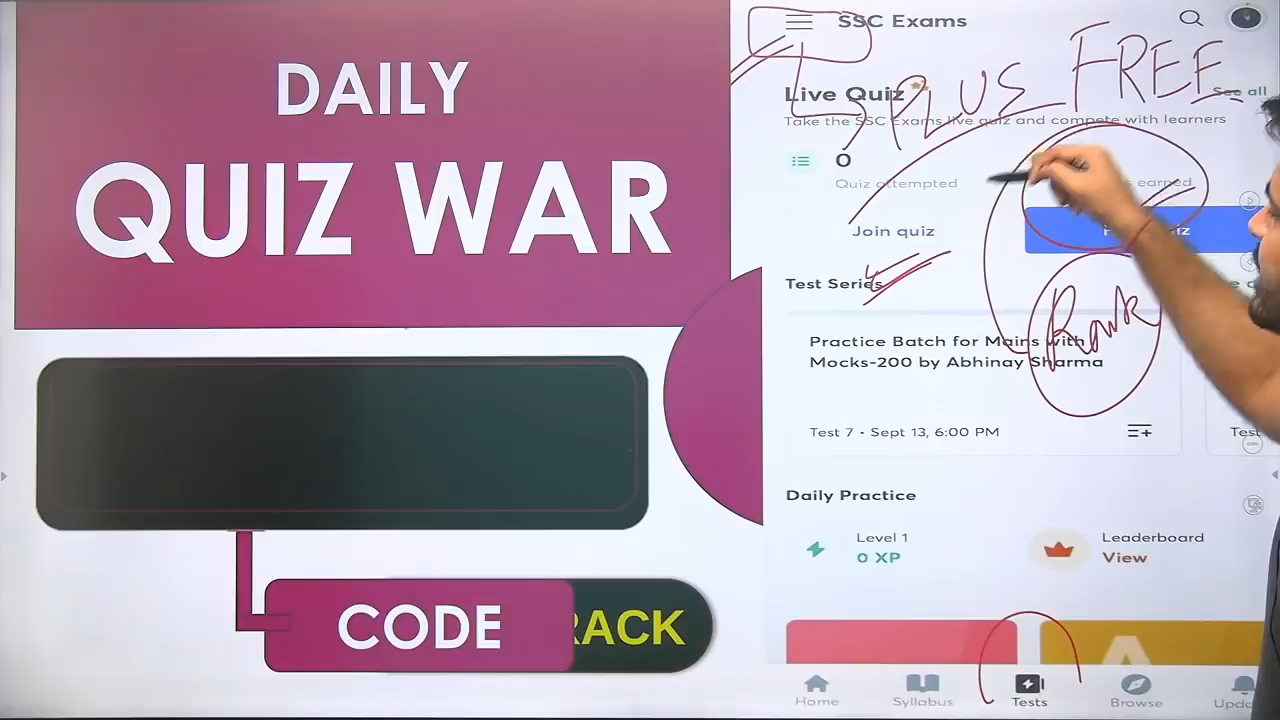 DAILY
QUIZ WAR
CODE
RACK
SSC Exams
PLUS FREE
Live Quiz
See all
Take the SSC Exams live quiz and compete with learners
0
Quiz attempted
earned
Join quiz
Test Series
Rank
Practice Batch for Mains with
Mocks-200 by Abhinay Sharma
Test 7 • Sept 13, 6:00 PM
Test
Daily Practice
Level 1
0 XP
Leaderboard
View
Home
Syllabus
Tests
Browse
Upda